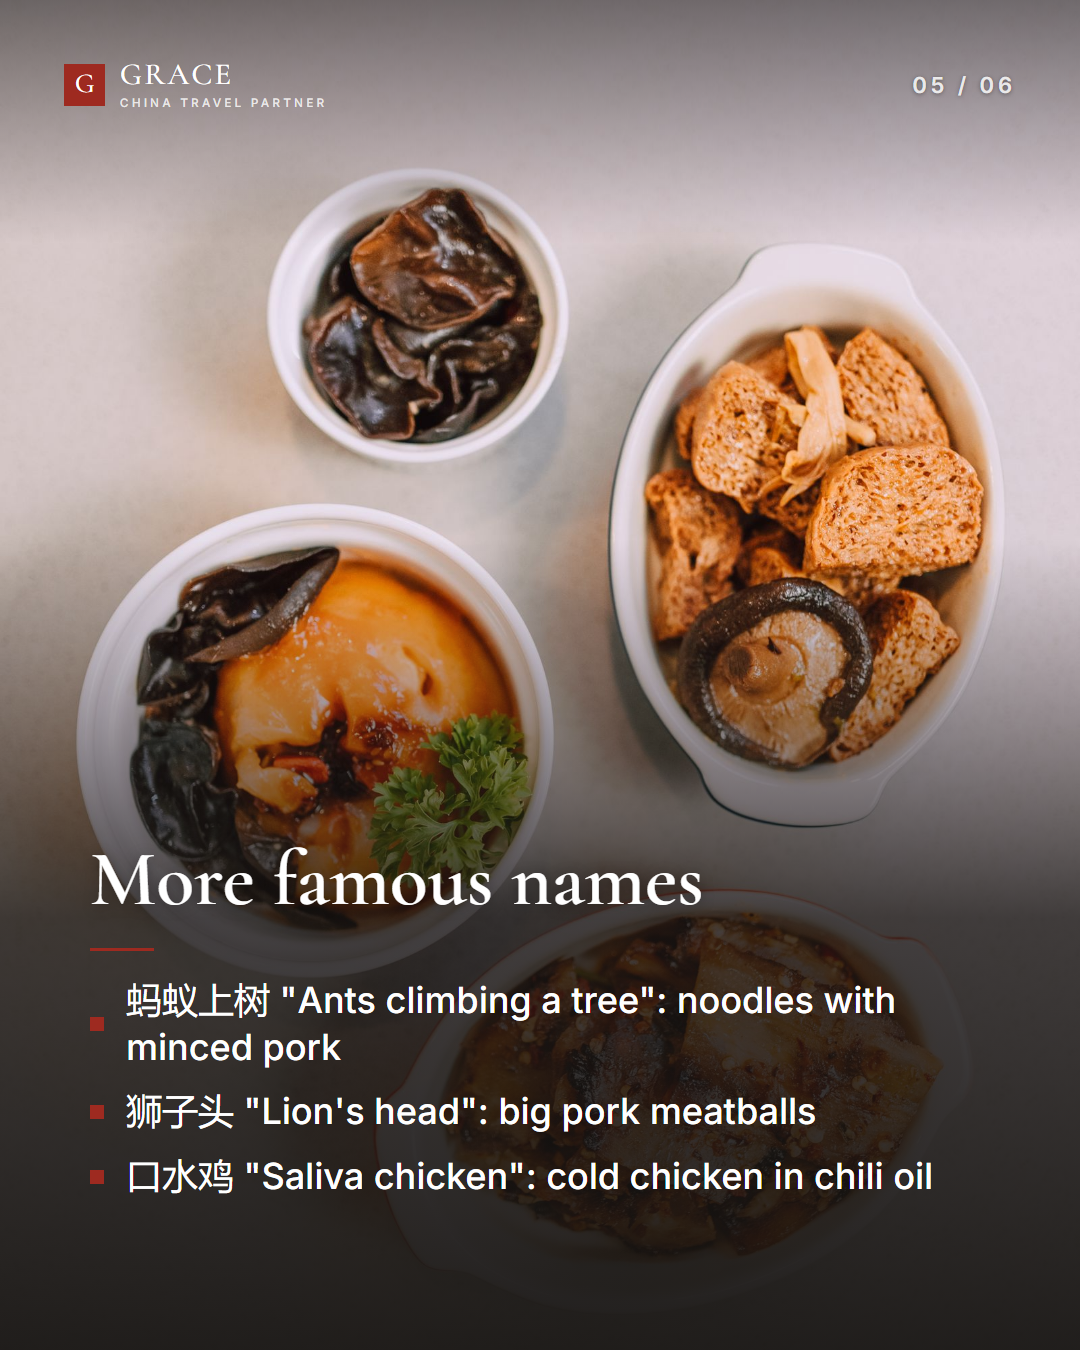 G
GRACE
CHINA TRAVEL PARTNER
05 / 06
More famous names
蚂蚁上树 "Ants climbing a tree": noodles with
minced pork
狮子头 "Lion's head": big pork meatballs
口水鸡 "Saliva chicken": cold chicken in chili oil